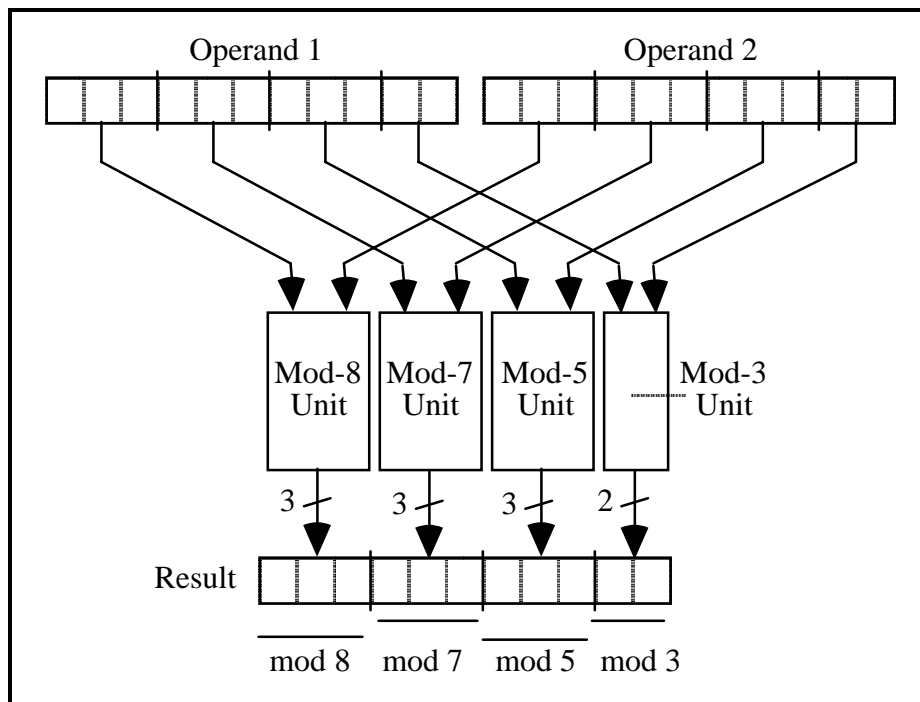 Operand 1
Operand 2
Mod-8
Unit
Mod-7
Unit
Mod-5
Unit
Mod-3
Unit
3
3
3
2
Result
mod 8
mod 7
mod 5
mod 3